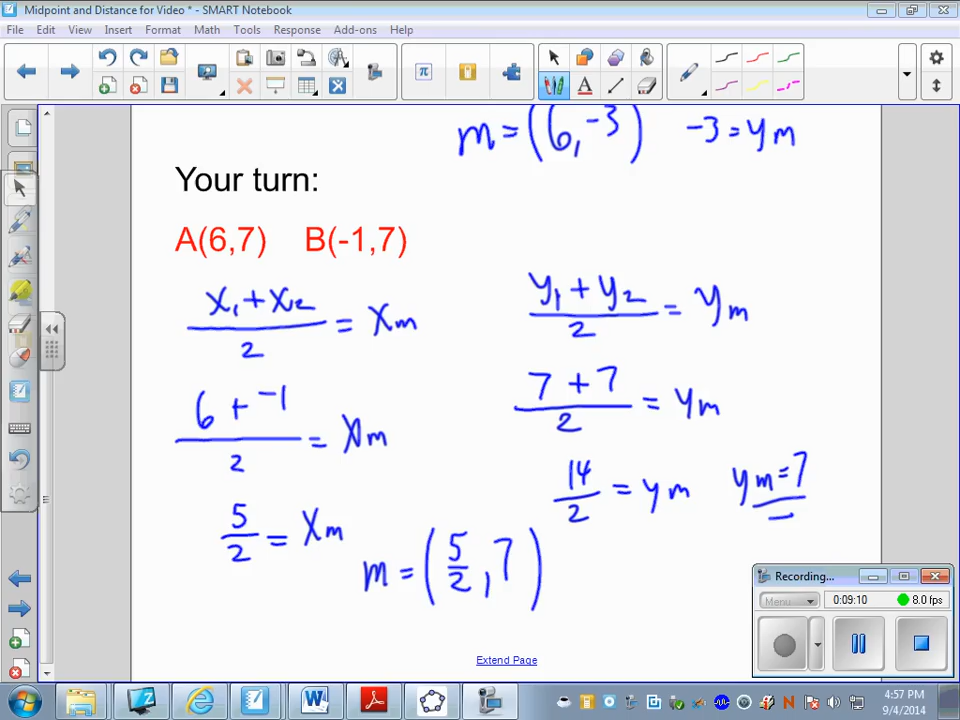 Midpoint and Distance for Video * - SMART Notebook
File Edit View Insert Format Math Tools Response Add-ons Help
m = (6, -3) -3 = ym
Your turn:
A(6,7) B(-1,7)
x₁ + x₂ / 2 = xm
y₁ + y₂ / 2 = ym
6 + -1 / 2 = xm
7 + 7 / 2 = ym
14 / 2 = ym ym = 7
5 / 2 = xm
m = (5/2, 7)
Recording...
Menu 0:09:10 8.0 fps
Extend Page
4:57 PM
9/4/2014